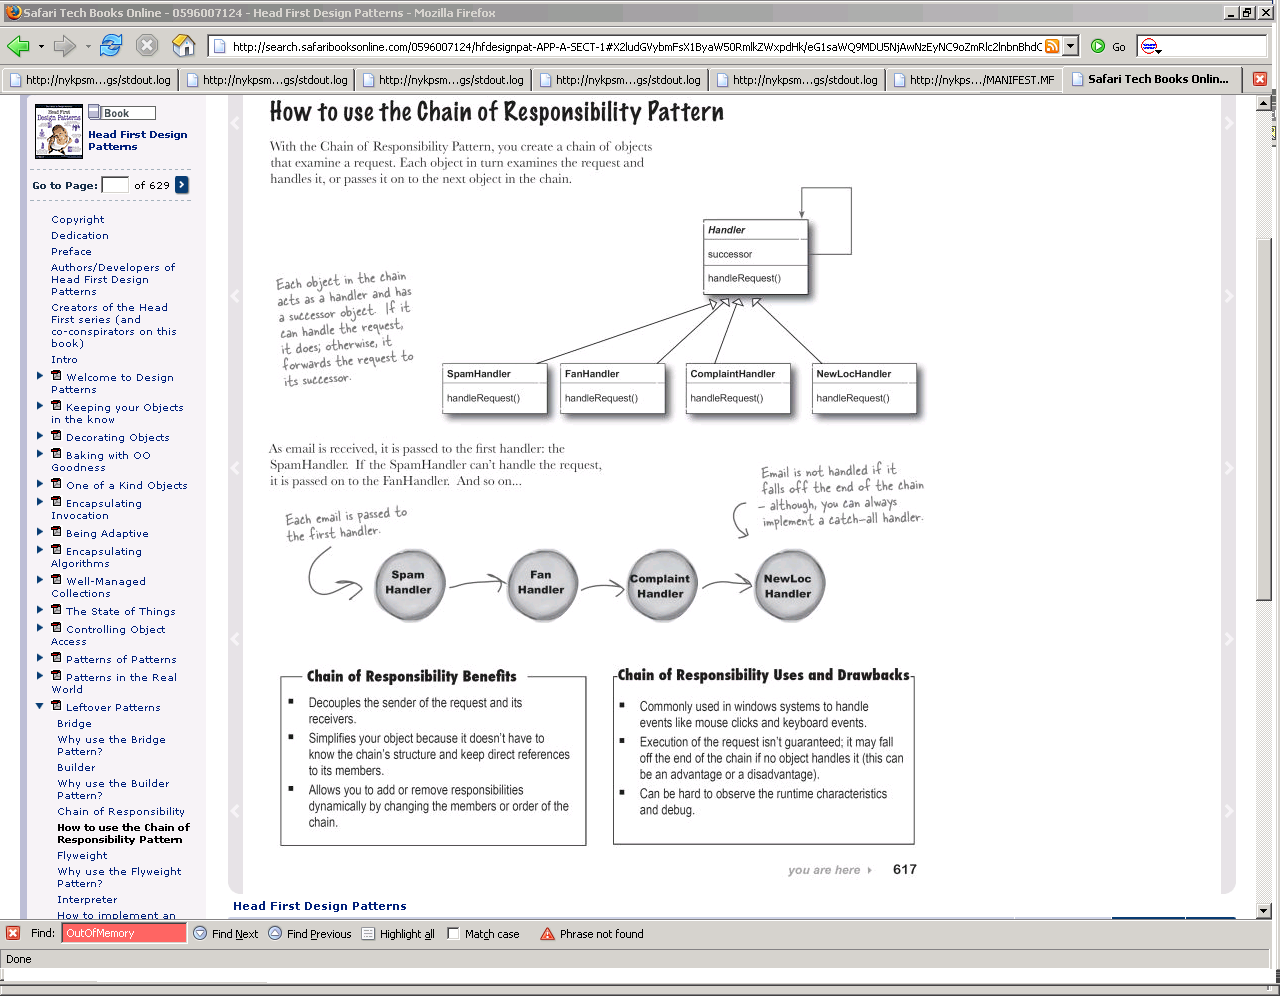 Safari Tech Books Online - 0596007124 - Head First Design Patterns - Mozilla Firefox
http://search.safaribooksonline.com/0596007124/hfdesignpat-APP-A-SECT-1#X2ludGVybmFsX1ByaW50RmlkZWxpdHk/eG1saWQ9MDU5NjAwNzEyNC9oZmRlc2lnbnBhdC
Go
http://nykpsm...gs/stdout.log
http://nykpsm...gs/stdout.log
http://nykpsm...gs/stdout.log
http://nykpsm...gs/stdout.log
http://nykpsm...gs/stdout.log
http://nykps.../MANIFEST.MF
Safari Tech Books Onlin...
Book
Head First Design
Patterns
Go to Page:
of 629
Copyright
Dedication
Preface
Authors/Developers of
Head First Design
Patterns
Creators of the Head
First series (and
co-conspirators on this
book)
Intro
Welcome to Design
Patterns
Keeping your Objects
in the know
Decorating Objects
Baking with OO
Goodness
One of a Kind Objects
Encapsulating
Invocation
Being Adaptive
Encapsulating
Algorithms
Well-Managed
Collections
The State of Things
Controlling Object
Access
Patterns of Patterns
Patterns in the Real
World
Leftover Patterns
Bridge
Why use the Bridge
Pattern?
Builder
Why use the Builder
Pattern?
Chain of Responsibility
How to use the Chain of
Responsibility Pattern
Flyweight
Why use the Flyweight
Pattern?
Interpreter
How to implement an
How to use the Chain of Responsibility Pattern
With the Chain of Responsibility Pattern, you create a chain of objects
that examine a request. Each object in turn examines the request and
handles it, or passes it on to the next object in the chain.
Handler
successor
handleRequest()
Each object in the chain
acts as a handler and has
a successor object. If it
can handle the request,
it does; otherwise, it
forwards the request to
its successor.
SpamHandler
handleRequest()
FanHandler
handleRequest()
ComplaintHandler
handleRequest()
NewLocHandler
handleRequest()
As email is received, it is passed to the first handler: the
SpamHandler. If the SpamHandler can't handle the request,
it is passed on to the FanHandler. And so on...
Email is not handled if it
falls off the end of the chain
– although, you can always
implement a catch-all handler.
Each email is passed to
the first handler.
Spam
Handler
Fan
Handler
Complaint
Handler
NewLoc
Handler
Chain of Responsibility Benefits
▪ Decouples the sender of the request and its
receivers.
▪ Simplifies your object because it doesn't have to
know the chain's structure and keep direct references
to its members.
▪ Allows you to add or remove responsibilities
dynamically by changing the members or order of the
chain.
Chain of Responsibility Uses and Drawbacks
▪ Commonly used in windows systems to handle
events like mouse clicks and keyboard events.
▪ Execution of the request isn't guaranteed; it may fall
off the end of the chain if no object handles it (this can
be an advantage or a disadvantage).
▪ Can be hard to observe the runtime characteristics
and debug.
you are here 617
Head First Design Patterns
Find: OutOfMemory Find Next Find Previous Highlight all Match case Phrase not found
Done